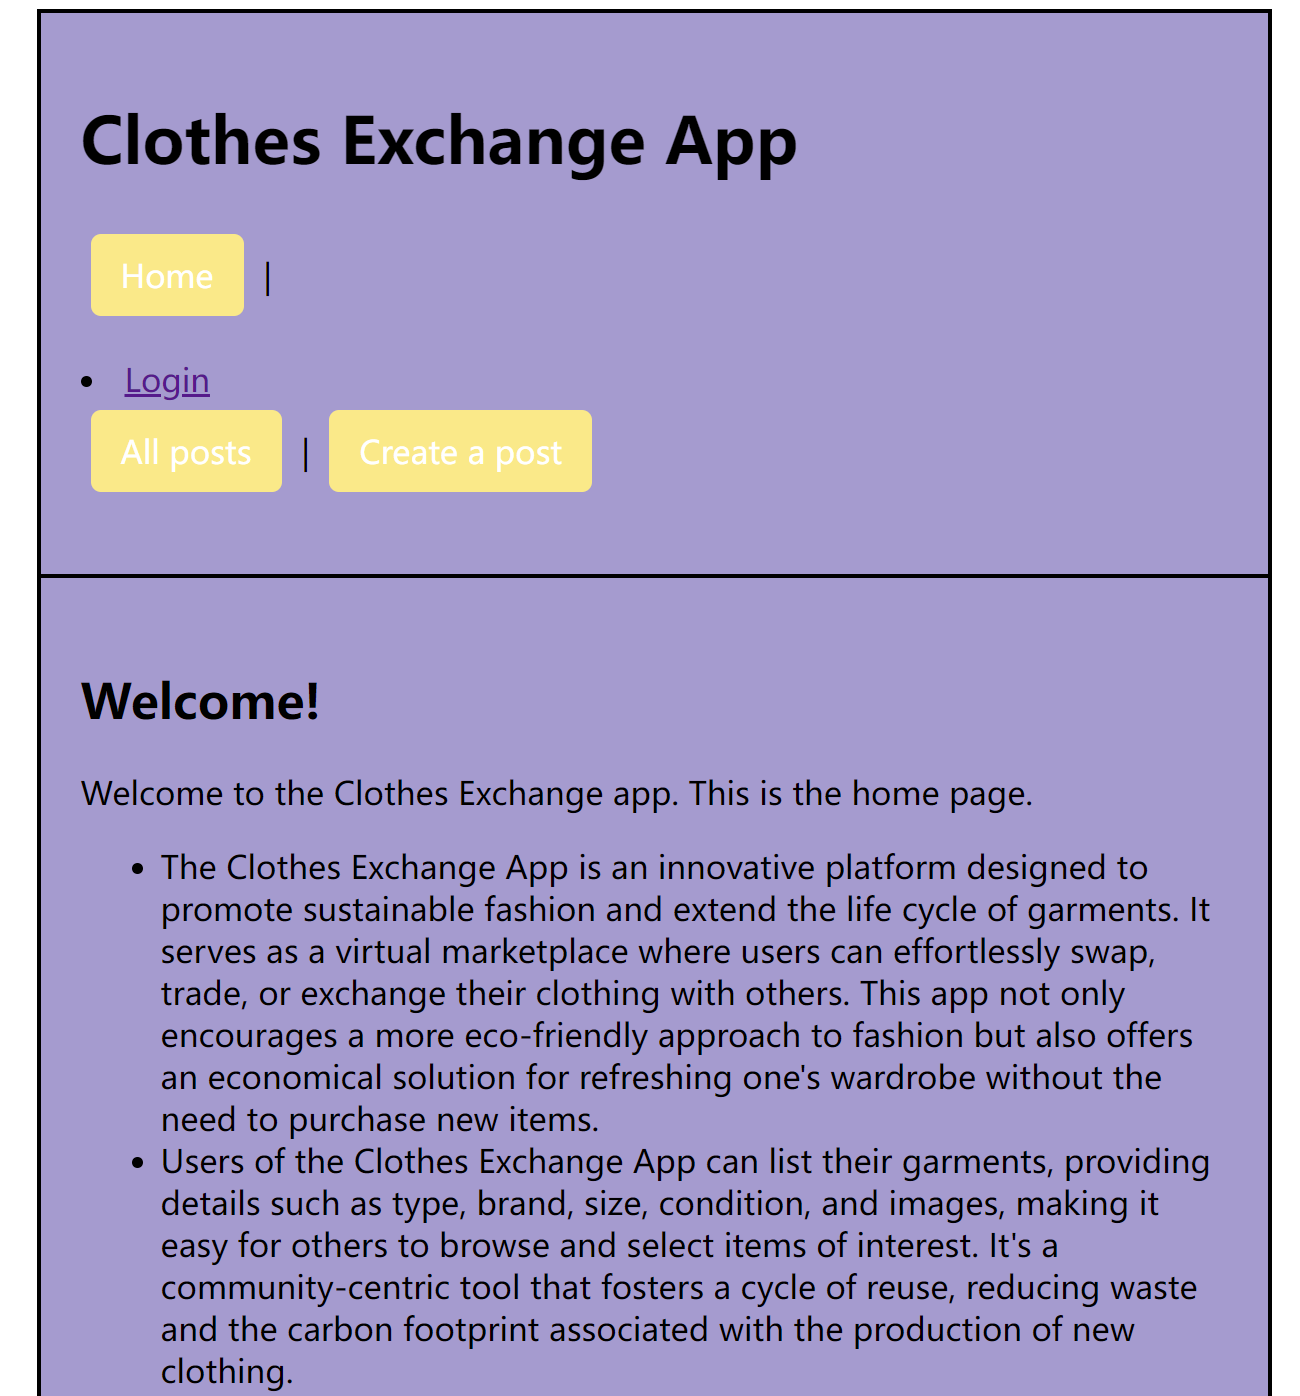 Clothes Exchange App
Home |
• Login
All posts | Create a post
Welcome!
Welcome to the Clothes Exchange app. This is the home page.
• The Clothes Exchange App is an innovative platform designed to
promote sustainable fashion and extend the life cycle of garments. It
serves as a virtual marketplace where users can effortlessly swap,
trade, or exchange their clothing with others. This app not only
encourages a more eco-friendly approach to fashion but also offers
an economical solution for refreshing one's wardrobe without the
need to purchase new items.
• Users of the Clothes Exchange App can list their garments, providing
details such as type, brand, size, condition, and images, making it
easy for others to browse and select items of interest. It's a
community-centric tool that fosters a cycle of reuse, reducing waste
and the carbon footprint associated with the production of new
clothing.